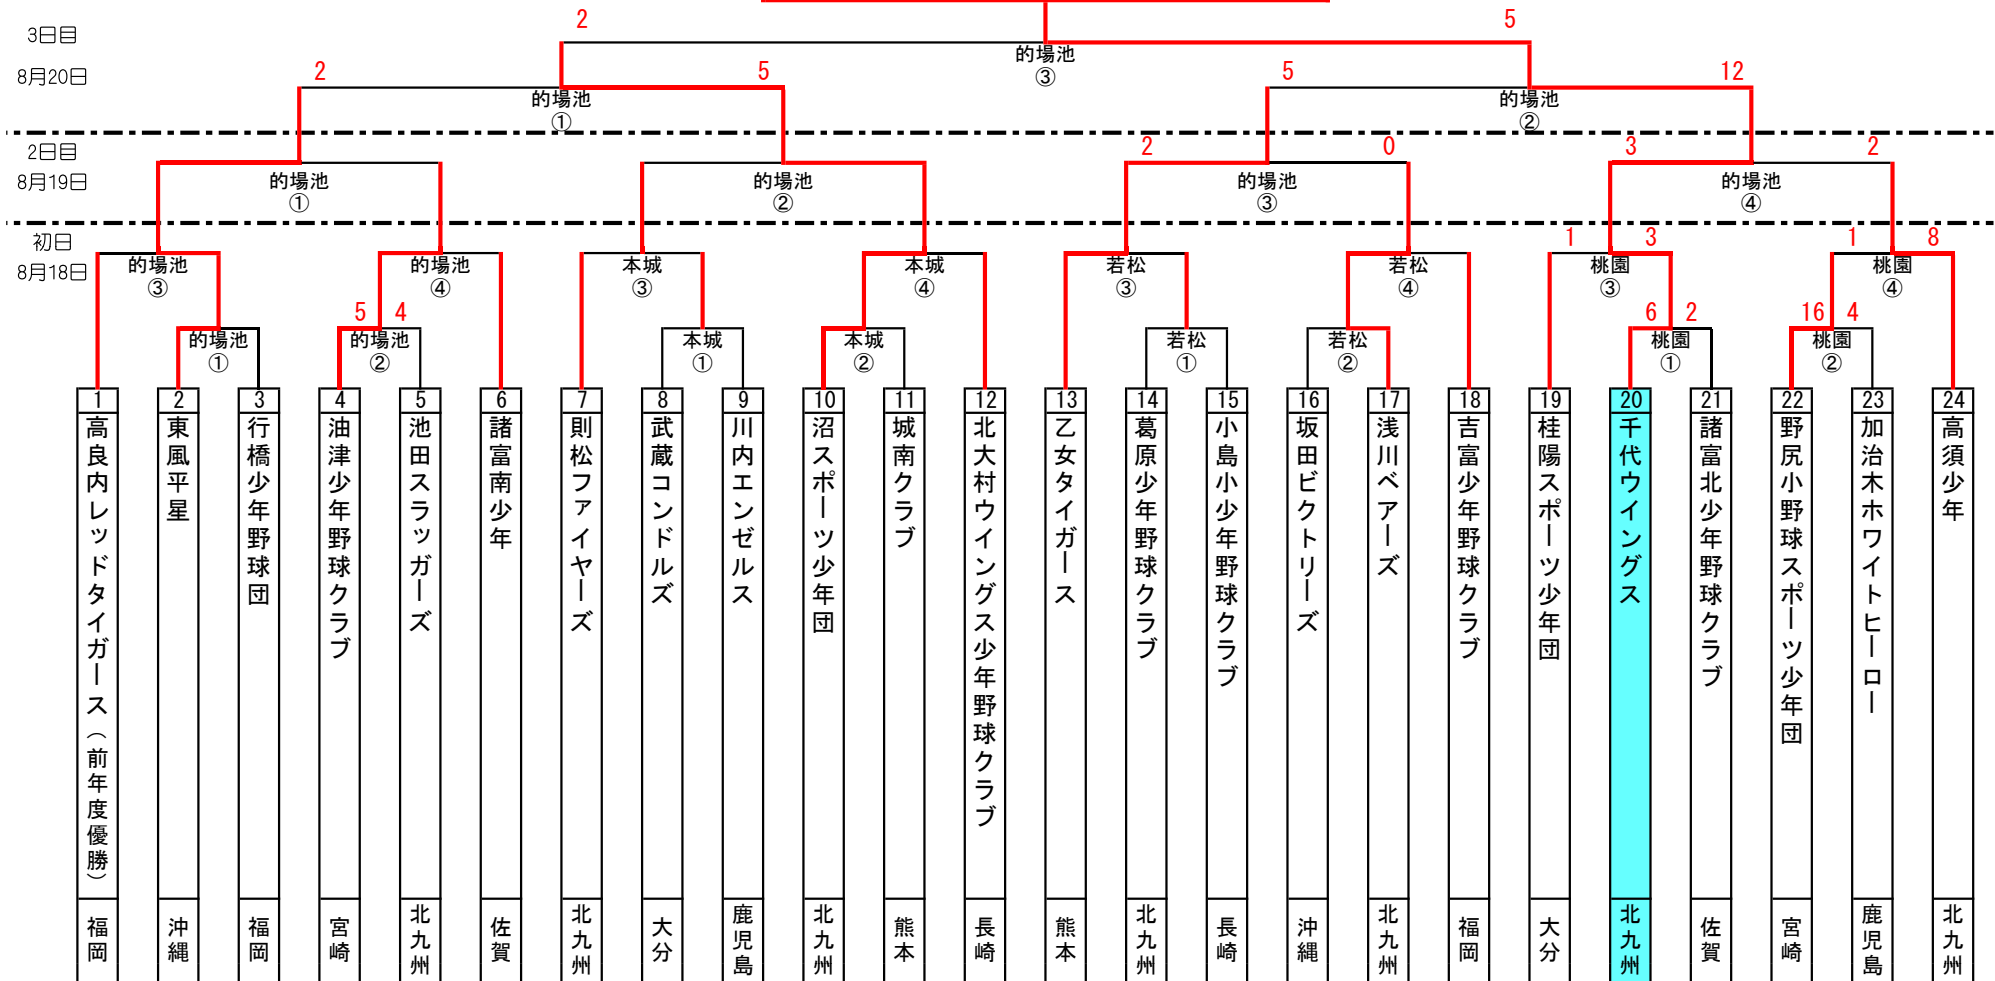 2 5
3日目
的場池
③
8月20日
2 5 5 12
的場池 的場池
① ②
2日目
2 0 3 2
8月19日
的場池 的場池 的場池 的場池
① ② ③ ④
初日
1 3 1 8
8月18日
的場池 的場池 本城 本城 若松 若松 桃園 桃園
③ ④ ③ ④ ③ ④ ③ ④
5 4 6 2 16 4
的場池 的場池 本城 本城 若松 若松 桃園 桃園
① ② ① ② ① ② ① ②
1 高良内レッドタイガース（前年度優勝） 福岡
2 東風平星 沖縄
3 行橋少年野球団 福岡
4 油津少年野球クラブ 宮崎
5 池田スラッガーズ 北九州
6 諸富南少年 佐賀
7 則松ファイヤーズ 北九州
8 武蔵コンドルズ 大分
9 川内エンゼルス 鹿児島
10 沼スポーツ少年団 北九州
11 城南クラブ 熊本
12 北大村ウイングス少年野球クラブ 長崎
13 乙女タイガース 熊本
14 葛原少年野球クラブ 北九州
15 小島小少年野球クラブ 長崎
16 坂田ビクトリーズ 沖縄
17 浅川ベアーズ 北九州
18 吉富少年野球クラブ 福岡
19 桂陽スポーツ少年団 大分
20 千代ウイングス 北九州
21 諸富北少年野球クラブ 佐賀
22 野尻小野球スポーツ少年団 宮崎
23 加治木ホワイトヒーロー 鹿児島
24 高須少年 北九州